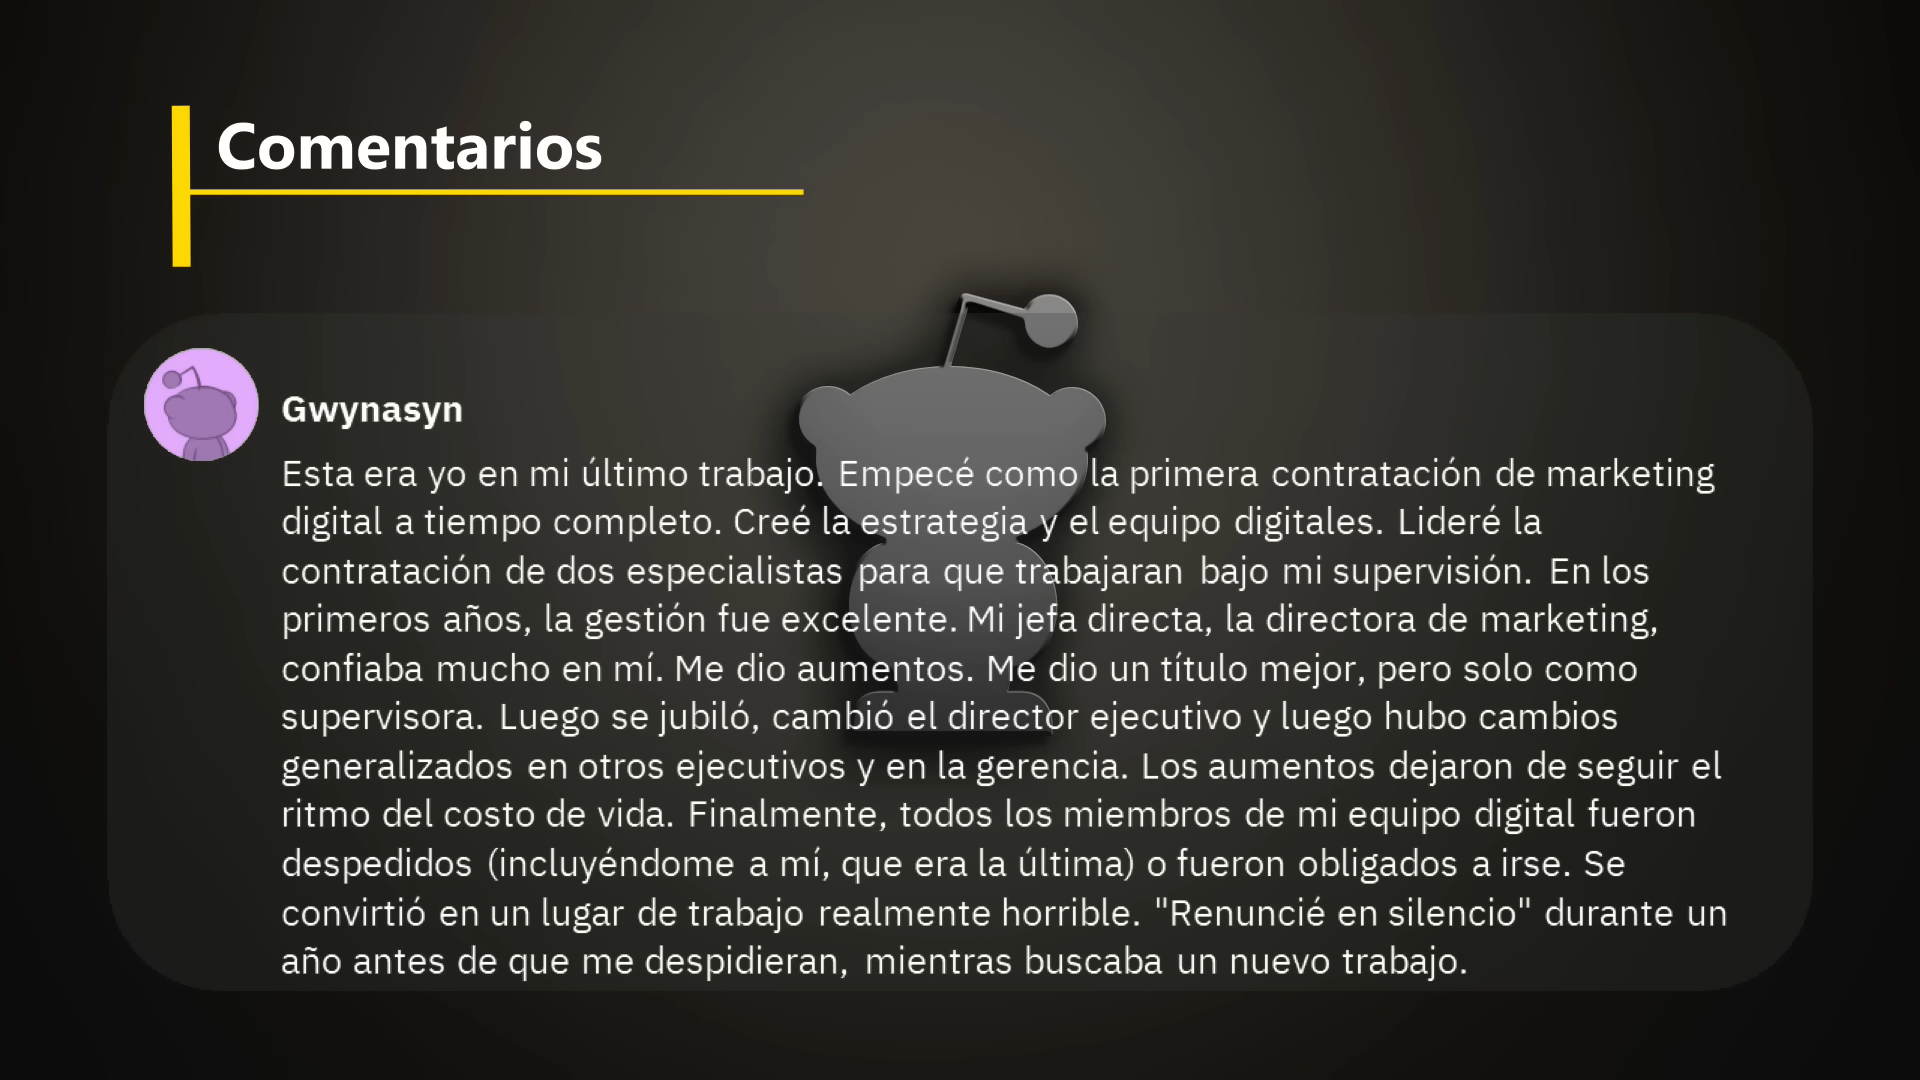 Comentarios
Gwynasyn
Esta era yo en mi último trabajo. Empecé como la primera contratación de marketing
digital a tiempo completo. Creé la estrategia y el equipo digitales. Lideré la
contratación de dos especialistas para que trabajaran bajo mi supervisión. En los
primeros años, la gestión fue excelente. Mi jefa directa, la directora de marketing,
confiaba mucho en mí. Me dio aumentos. Me dio un título mejor, pero solo como
supervisora. Luego se jubiló, cambió el director ejecutivo y luego hubo cambios
generalizados en otros ejecutivos y en la gerencia. Los aumentos dejaron de seguir el
ritmo del costo de vida. Finalmente, todos los miembros de mi equipo digital fueron
despedidos (incluyéndome a mí, que era la última) o fueron obligados a irse. Se
convirtió en un lugar de trabajo realmente horrible. "Renuncié en silencio" durante un
año antes de que me despidieran, mientras buscaba un nuevo trabajo.